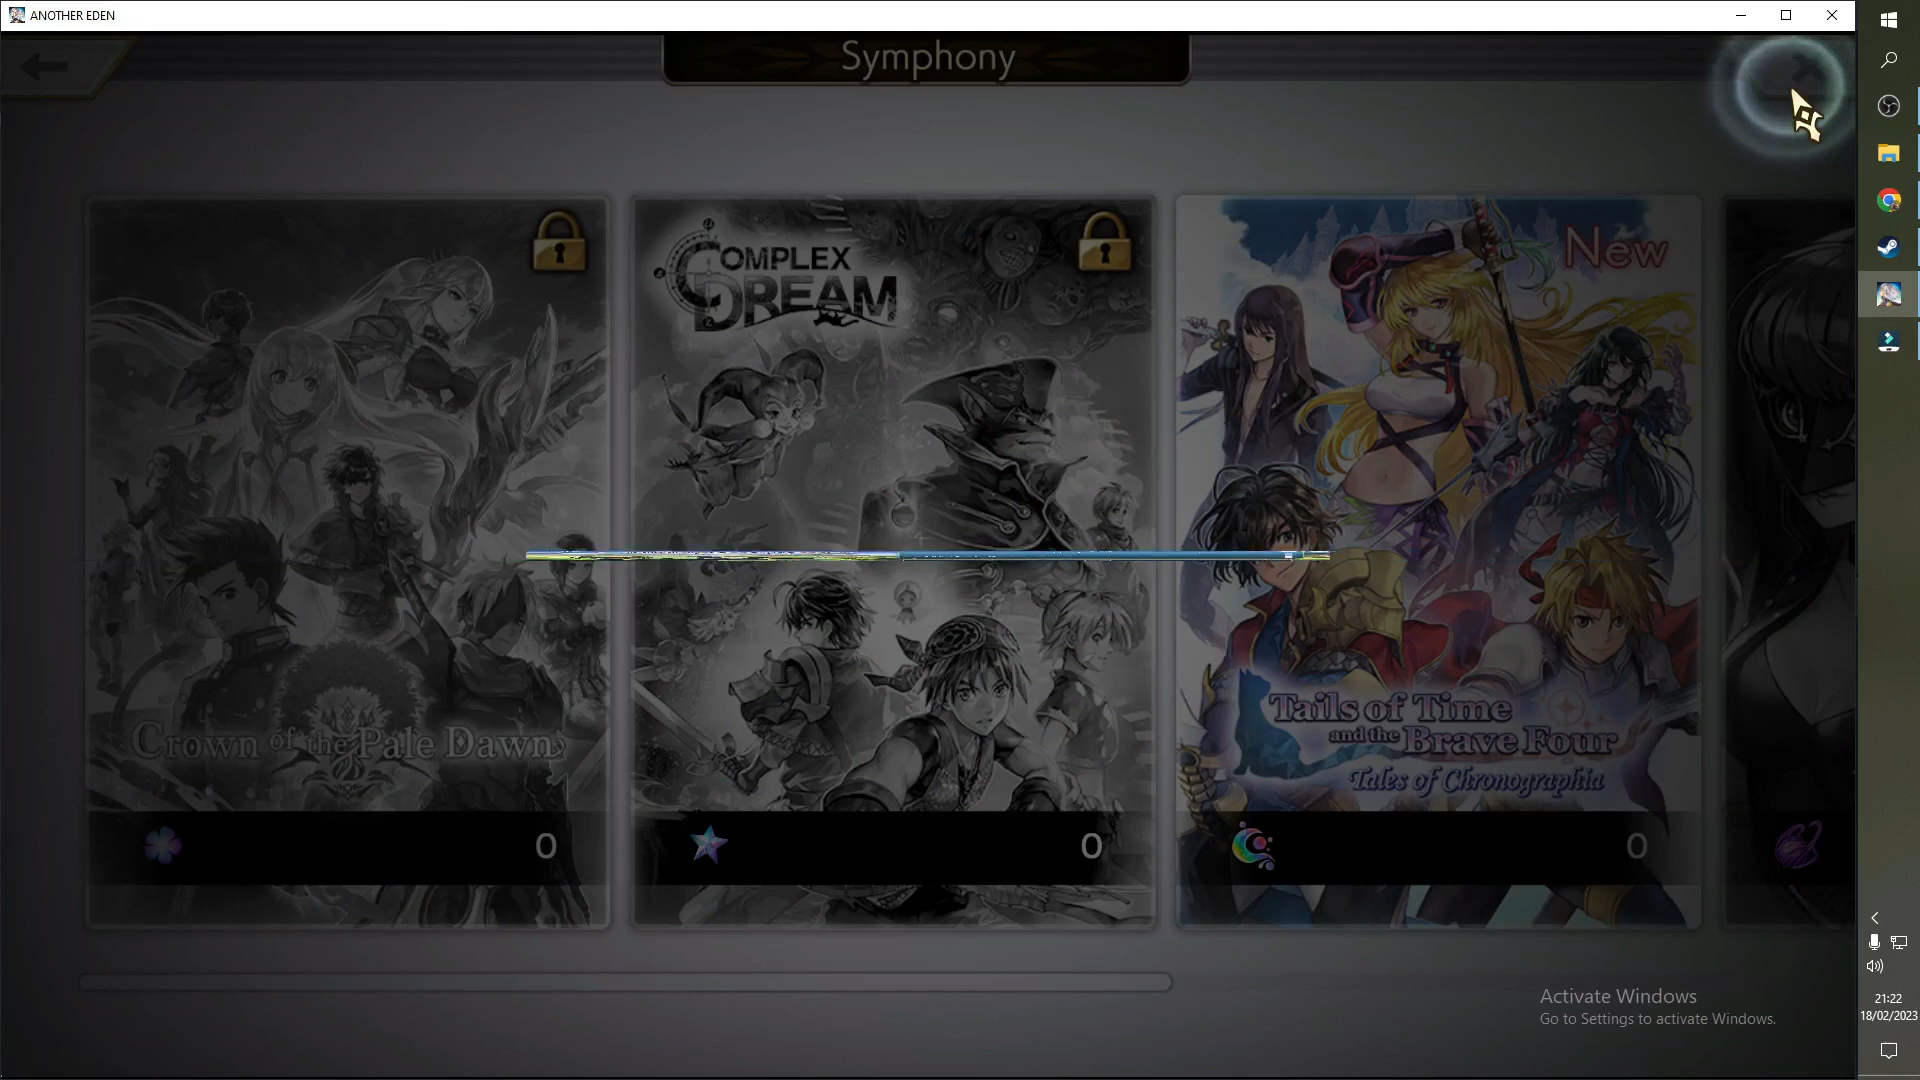 ANOTHER EDEN
Symphony
COMPLEX
DREAM
New
Crown of the Pale Dawn
Tails of Time
and the Brave Four
Tales of Chronographia
0
0
0
Activate Windows
Go to Settings to activate Windows.
21:22
18/02/2023